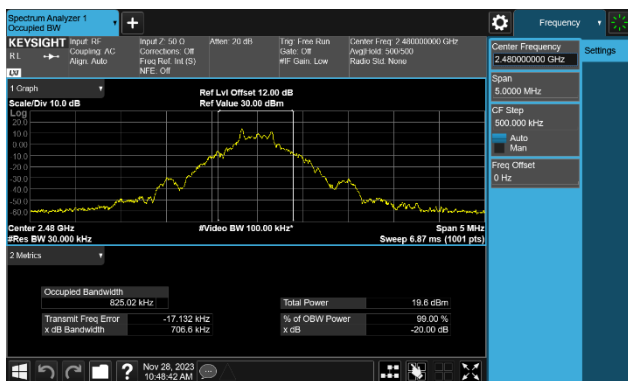 Spectrum Analyzer 1
Occupied BW
Frequency
KEYSIGHT Input: RF Input Z: 50 Ω Atten: 20 dB Trig: Free Run Center Freq: 2.480000000 GHz
RL Coupling: AC Corrections: Off Gate: Off Avg|Hold: 500/500
Align: Auto Freq Ref: Int (S) #IF Gain: Low Radio Std: None
LXI NFE: Off
Center Frequency
2.480000000 GHz
Settings
Span
5.0000 MHz
CF Step
500.000 kHz
Auto
Man
Freq Offset
0 Hz
1 Graph
Ref Lvl Offset 12.00 dB
Scale/Div 10.0 dB Ref Value 30.00 dBm
Log
20.0
10.0
0.00
-10.0
-20.0
-30.0
-40.0
-50.0
-60.0
Center 2.48 GHz #Video BW 100.00 kHz* Span 5 MHz
#Res BW 30.000 kHz Sweep 6.87 ms (1001 pts)
2 Metrics
Occupied Bandwidth
825.02 kHz Total Power 19.6 dBm
Transmit Freq Error -17.132 kHz % of OBW Power 99.00 %
x dB Bandwidth 706.6 kHz x dB -20.00 dB
? Nov 28, 2023
10:48:42 AM